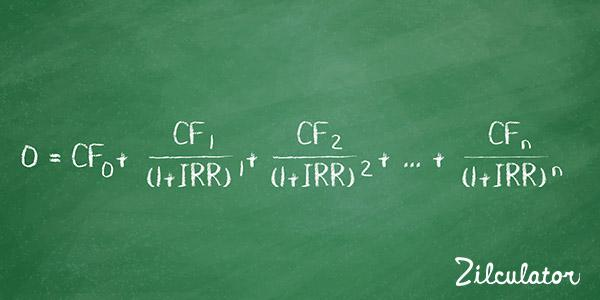 0 = CF₀ + CF₁/(1+IRR)¹ + CF₂/(1+IRR)² + ... + CFₙ/(1+IRR)ⁿ
Zilculator